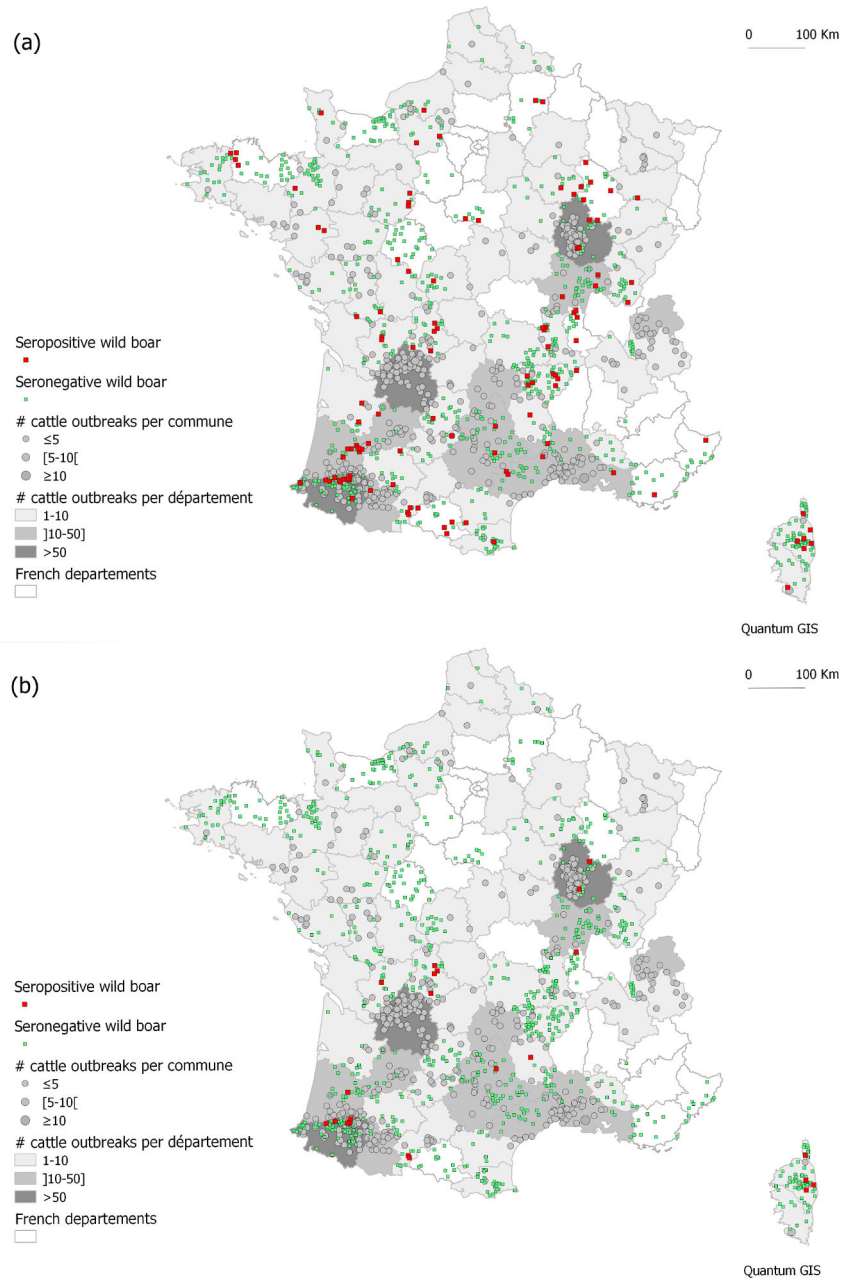 (a)
0 100 Km
Seropositive wild boar
Seronegative wild boar
# cattle outbreaks per commune
≤5
[5-10[
≥10
# cattle outbreaks per département
1-10
]10-50]
>50
French departements
Quantum GIS
(b)
0 100 Km
Seropositive wild boar
Seronegative wild boar
# cattle outbreaks per commune
≤5
[5-10[
≥10
# cattle outbreaks per département
1-10
]10-50]
>50
French departements
Quantum GIS